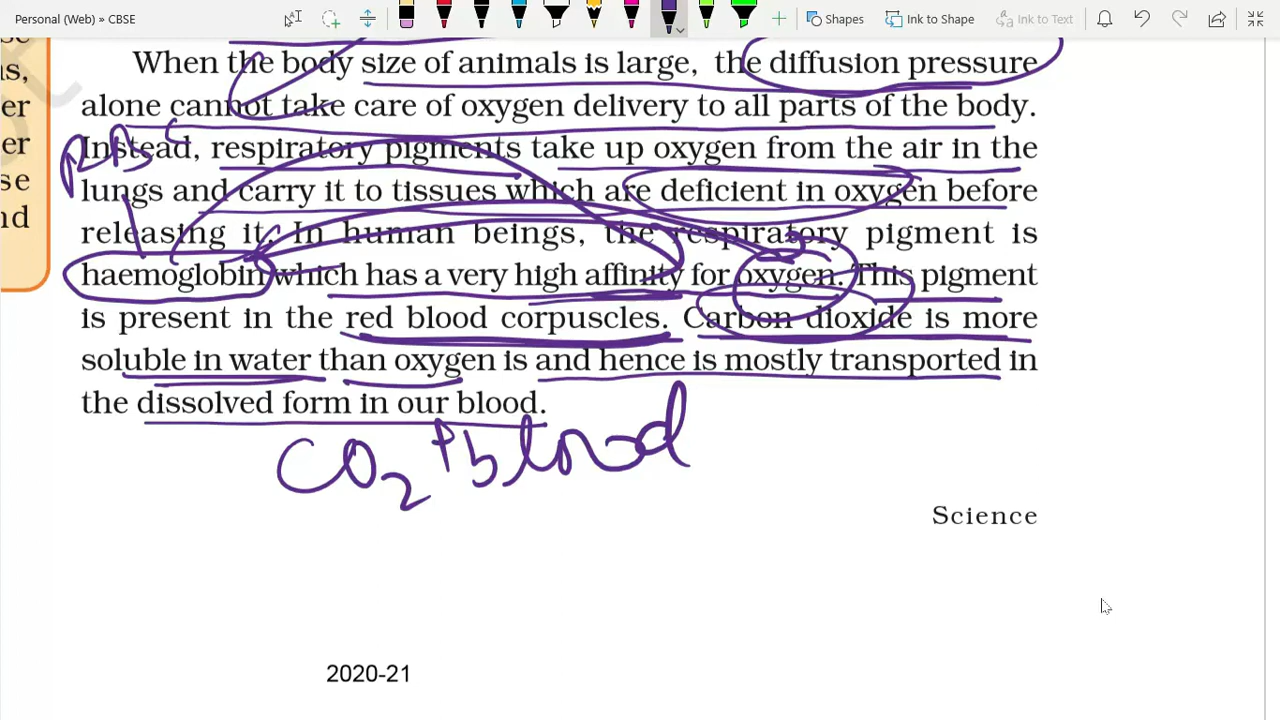 Personal (Web) » CBSE
Shapes
Ink to Shape
Ink to Text
s,
er
er
se
nd
When the body size of animals is large, the diffusion pressure
alone cannot take care of oxygen delivery to all parts of the body.
Instead, respiratory pigments take up oxygen from the air in the
lungs and carry it to tissues which are deficient in oxygen before
releasing it. In human beings, the respiratory pigment is
haemoglobin which has a very high affinity for oxygen. This pigment
is present in the red blood corpuscles. Carbon dioxide is more
soluble in water than oxygen is and hence is mostly transported in
the dissolved form in our blood.
CO2 + blood
Science
2020-21